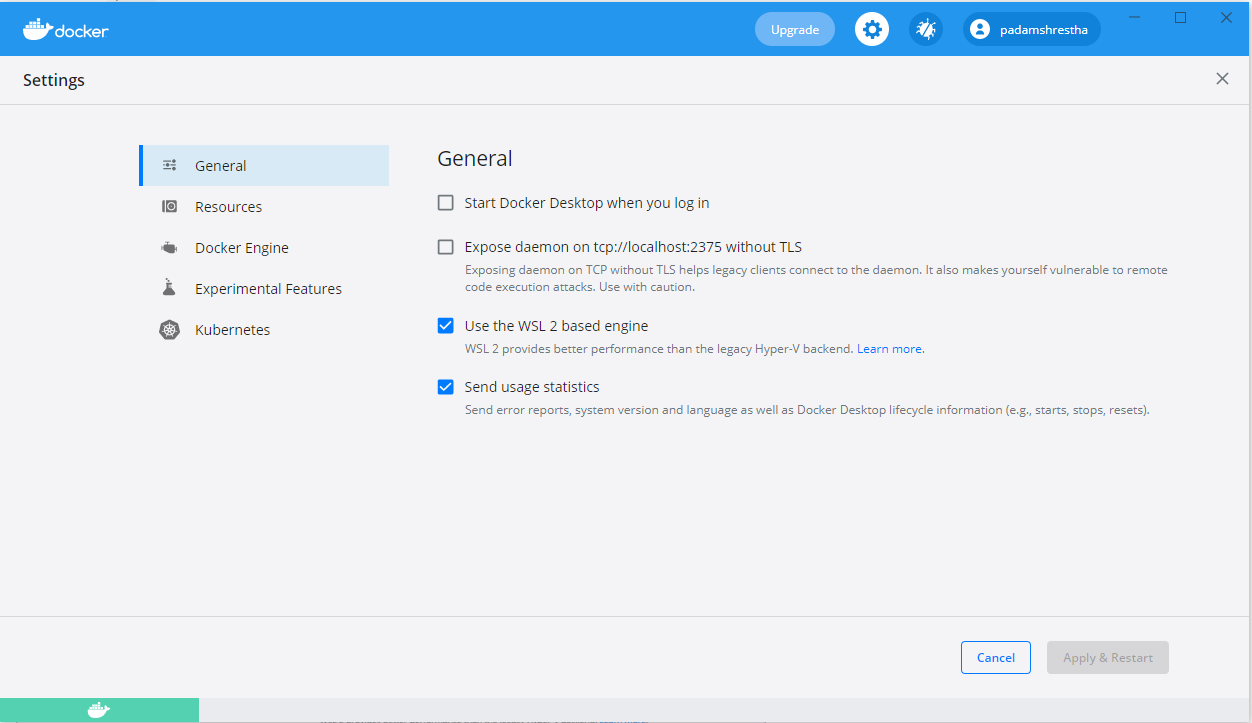 docker
Upgrade
padamshrestha
Settings
General
Resources
Docker Engine
Experimental Features
Kubernetes
General
Start Docker Desktop when you log in
Expose daemon on tcp://localhost:2375 without TLS
Exposing daemon on TCP without TLS helps legacy clients connect to the daemon. It also makes yourself vulnerable to remote
code execution attacks. Use with caution.
Use the WSL 2 based engine
WSL 2 provides better performance than the legacy Hyper-V backend. Learn more.
Send usage statistics
Send error reports, system version and language as well as Docker Desktop lifecycle information (e.g., starts, stops, resets).
Cancel
Apply & Restart